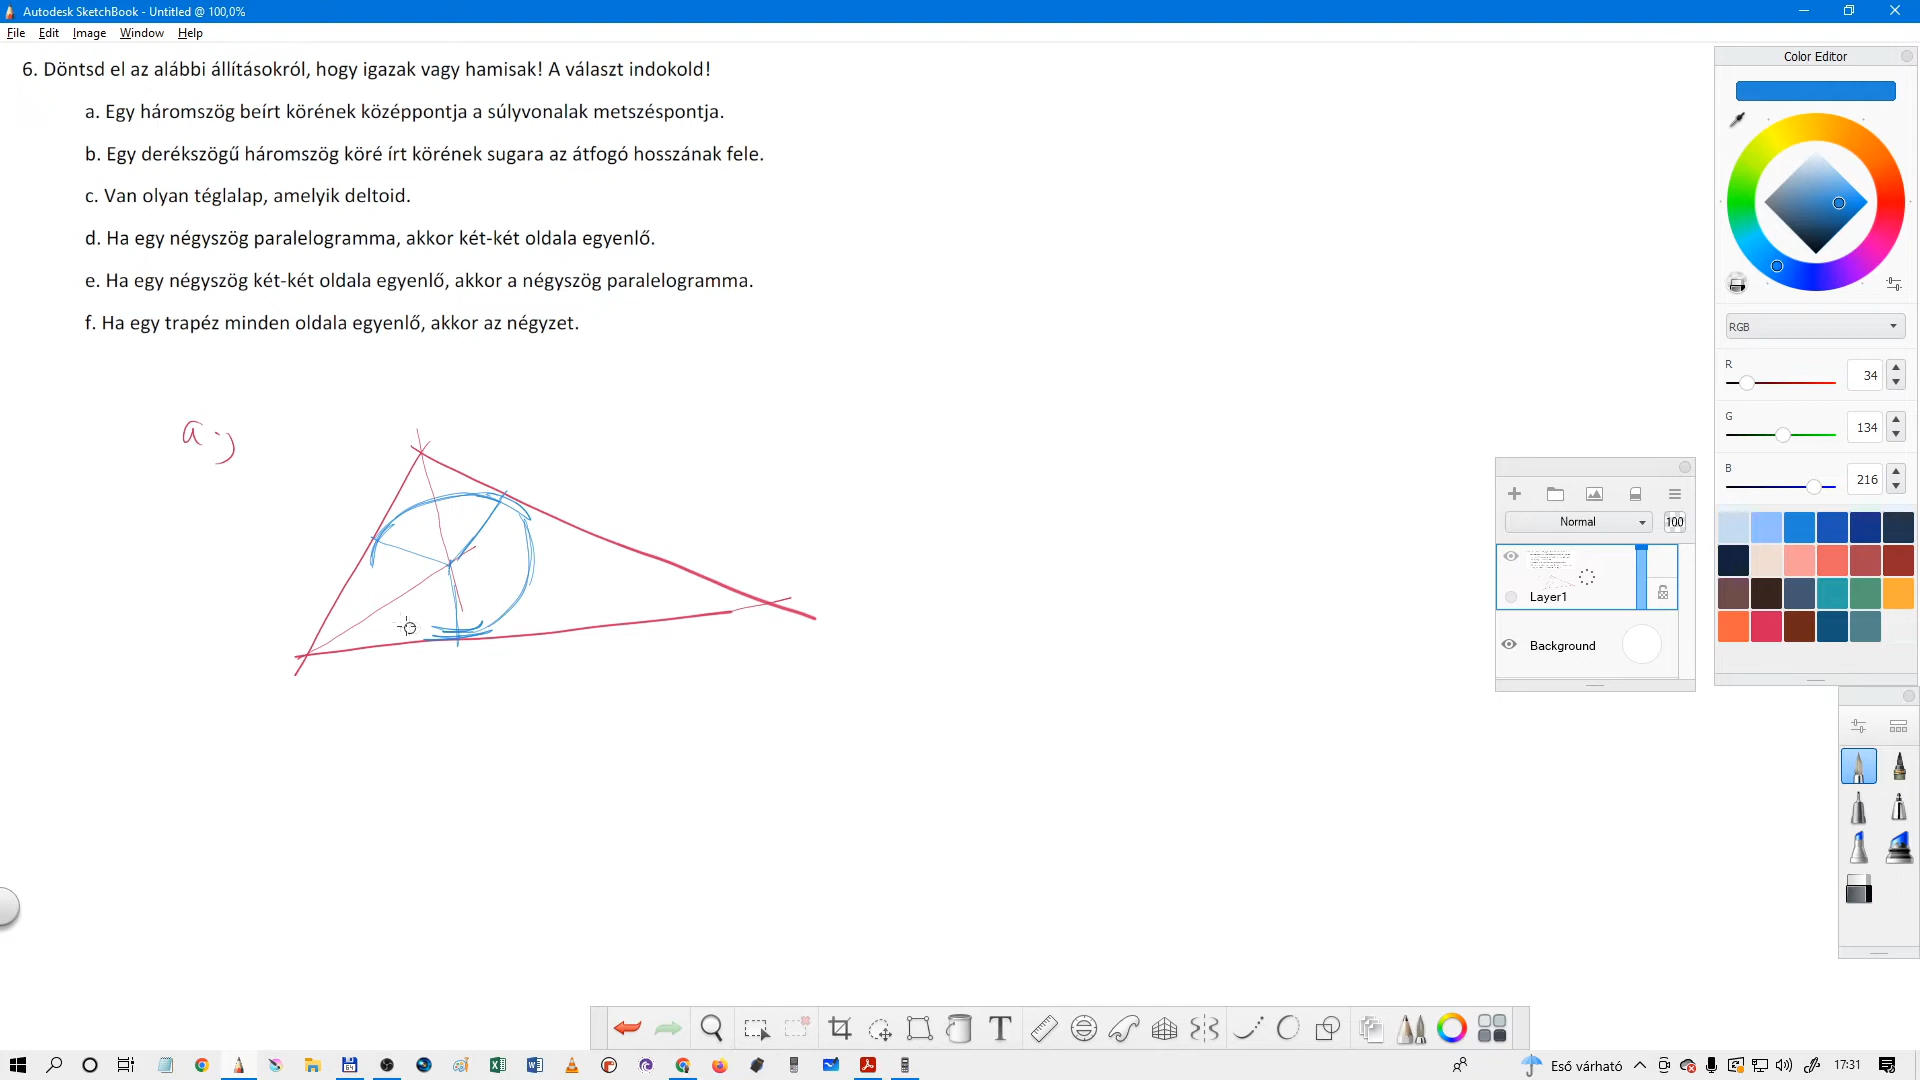 Autodesk SketchBook - Untitled @ 100,0%
File Edit Image Window Help
6. Döntsd el az alábbi állításokról, hogy igazak vagy hamisak! A választ indokold!
a. Egy háromszög beírt körének középpontja a súlyvonalak metszéspontja.
b. Egy derékszögű háromszög köré írt körének sugara az átfogó hosszának fele.
c. Van olyan téglalap, amelyik deltoid.
d. Ha egy négyszög paralelogramma, akkor két-két oldala egyenlő.
e. Ha egy négyszög két-két oldala egyenlő, akkor a négyszög paralelogramma.
f. Ha egy trapéz minden oldala egyenlő, akkor az négyzet.
a.)
Color Editor
RGB
R 34
G 134
B 216
Normal 100
Layer1
Background
T
64
Eső várható 17:31